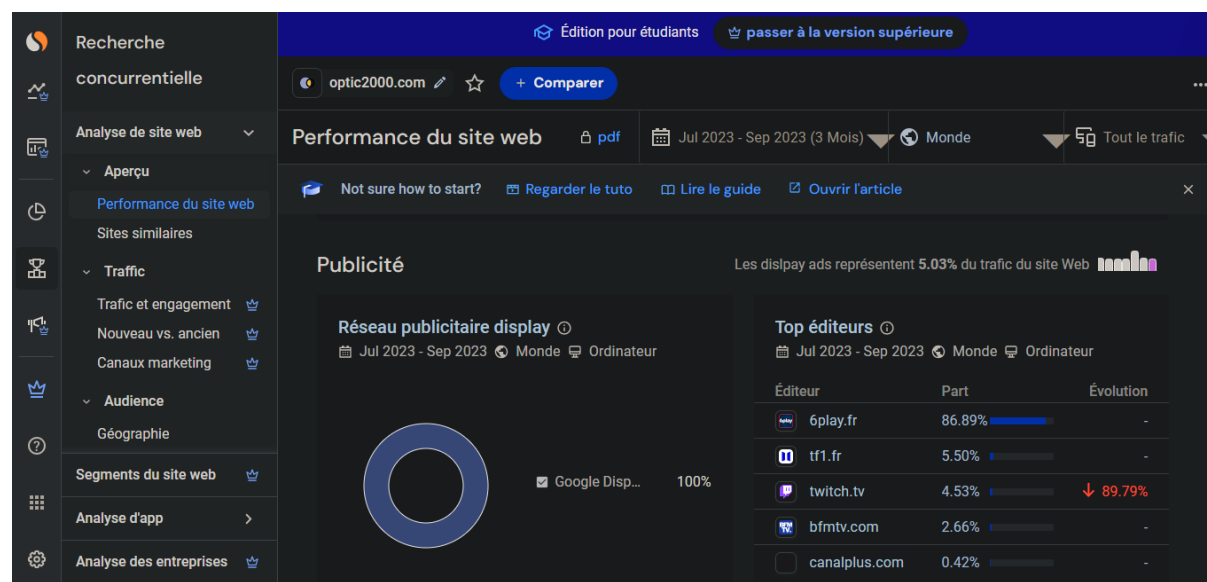 Édition pour étudiants passer à la version supérieure
Recherche
concurrentielle
Analyse de site web
Aperçu
Performance du site web
Sites similaires
Traffic
Trafic et engagement
Nouveau vs. ancien
Canaux marketing
Audience
Géographie
Segments du site web
Analyse d'app
Analyse des entreprises
optic2000.com + Comparer
Performance du site web pdf Jul 2023 - Sep 2023 (3 Mois) Monde Tout le trafic
Not sure how to start? Regarder le tuto Lire le guide Ouvrir l'article
Publicité Les dislpay ads représentent 5.03% du trafic du site Web
Réseau publicitaire display
Jul 2023 - Sep 2023 Monde Ordinateur
Google Disp... 100%
Top éditeurs
Jul 2023 - Sep 2023 Monde Ordinateur
Éditeur Part Évolution
6play.fr 86.89% -
tf1.fr 5.50% -
twitch.tv 4.53% ↓ 89.79%
bfmtv.com 2.66% -
canalplus.com 0.42% -